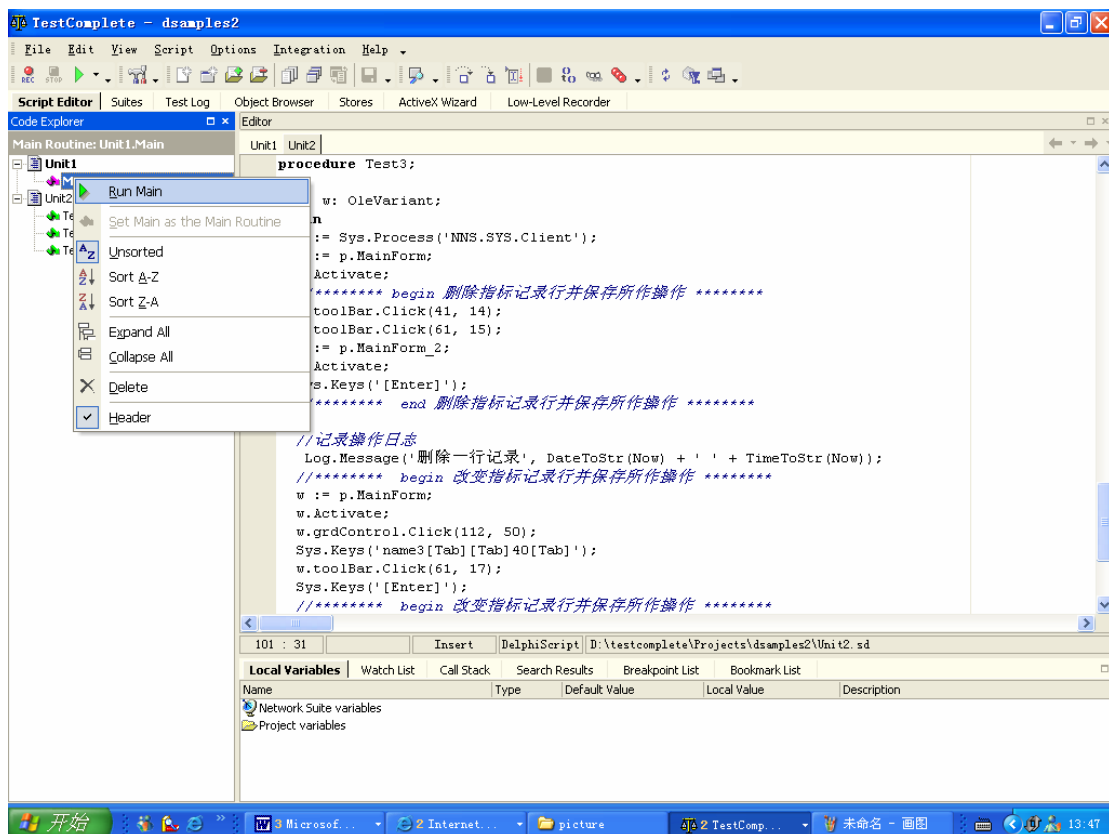 TestComplete - dsamples2
File Edit View Script Options Integration Help
REC STOP
Script Editor Suites Test Log Object Browser Stores ActiveX Wizard Low-Level Recorder
Code Explorer
Main Routine: Unit1.Main
Unit1
M
Unit2
Te
Te
Te
Run Main
Set Main as the Main Routine
Unsorted
Sort A-Z
Sort Z-A
Expand All
Collapse All
Delete
Header
Editor
Unit1 Unit2
procedure Test3;
w: OleVariant;
n
:= Sys.Process('NNS.SYS.Client');
:= p.MainForm;
Activate;
******** begin 删除指标记录行并保存所作操作 ********
toolBar.Click(41, 14);
toolBar.Click(61, 15);
:= p.MainForm_2;
Activate;
s.Keys('[Enter]');
******** end 删除指标记录行并保存所作操作 ********
//记录操作日志
Log.Message('删除一行记录', DateToStr(Now) + ' ' + TimeToStr(Now));
//******** begin 改变指标记录行并保存所作操作 ********
w := p.MainForm;
w.Activate;
w.grdControl.Click(112, 50);
Sys.Keys('name3[Tab][Tab]40[Tab]');
w.toolBar.Click(61, 17);
Sys.Keys('[Enter]');
//******** begin 改变指标记录行并保存所作操作 ********
101 : 31 Insert DelphiScript D:\testcomplete\Projects\dsamples2\Unit2.sd
Local Variables Watch List Call Stack Search Results Breakpoint List Bookmark List
Name Type Default Value Local Value Description
Network Suite variables
Project variables
开始 3 Microsof... 2 Internet... picture 2 TestComp... 未命名 - 画图 13:47